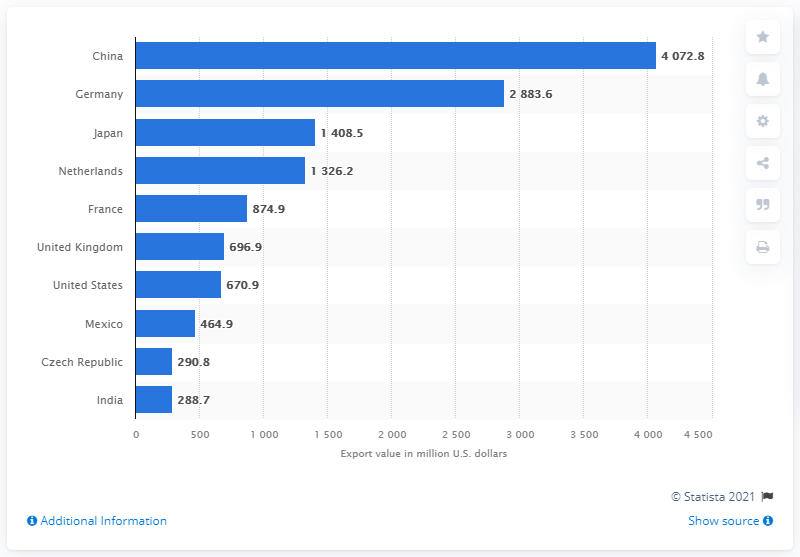 China 4 072.8
Germany 2 883.6
Japan 1 408.5
Netherlands 1 326.2
France 874.9
United Kingdom 696.9
United States 670.9
Mexico 464.9
Czech Republic 290.8
India 288.7
0 500 1 000 1 500 2 000 2 500 3 000 3 500 4 000 4 500
Export value in million U.S. dollars
© Statista 2021
Additional Information Show source